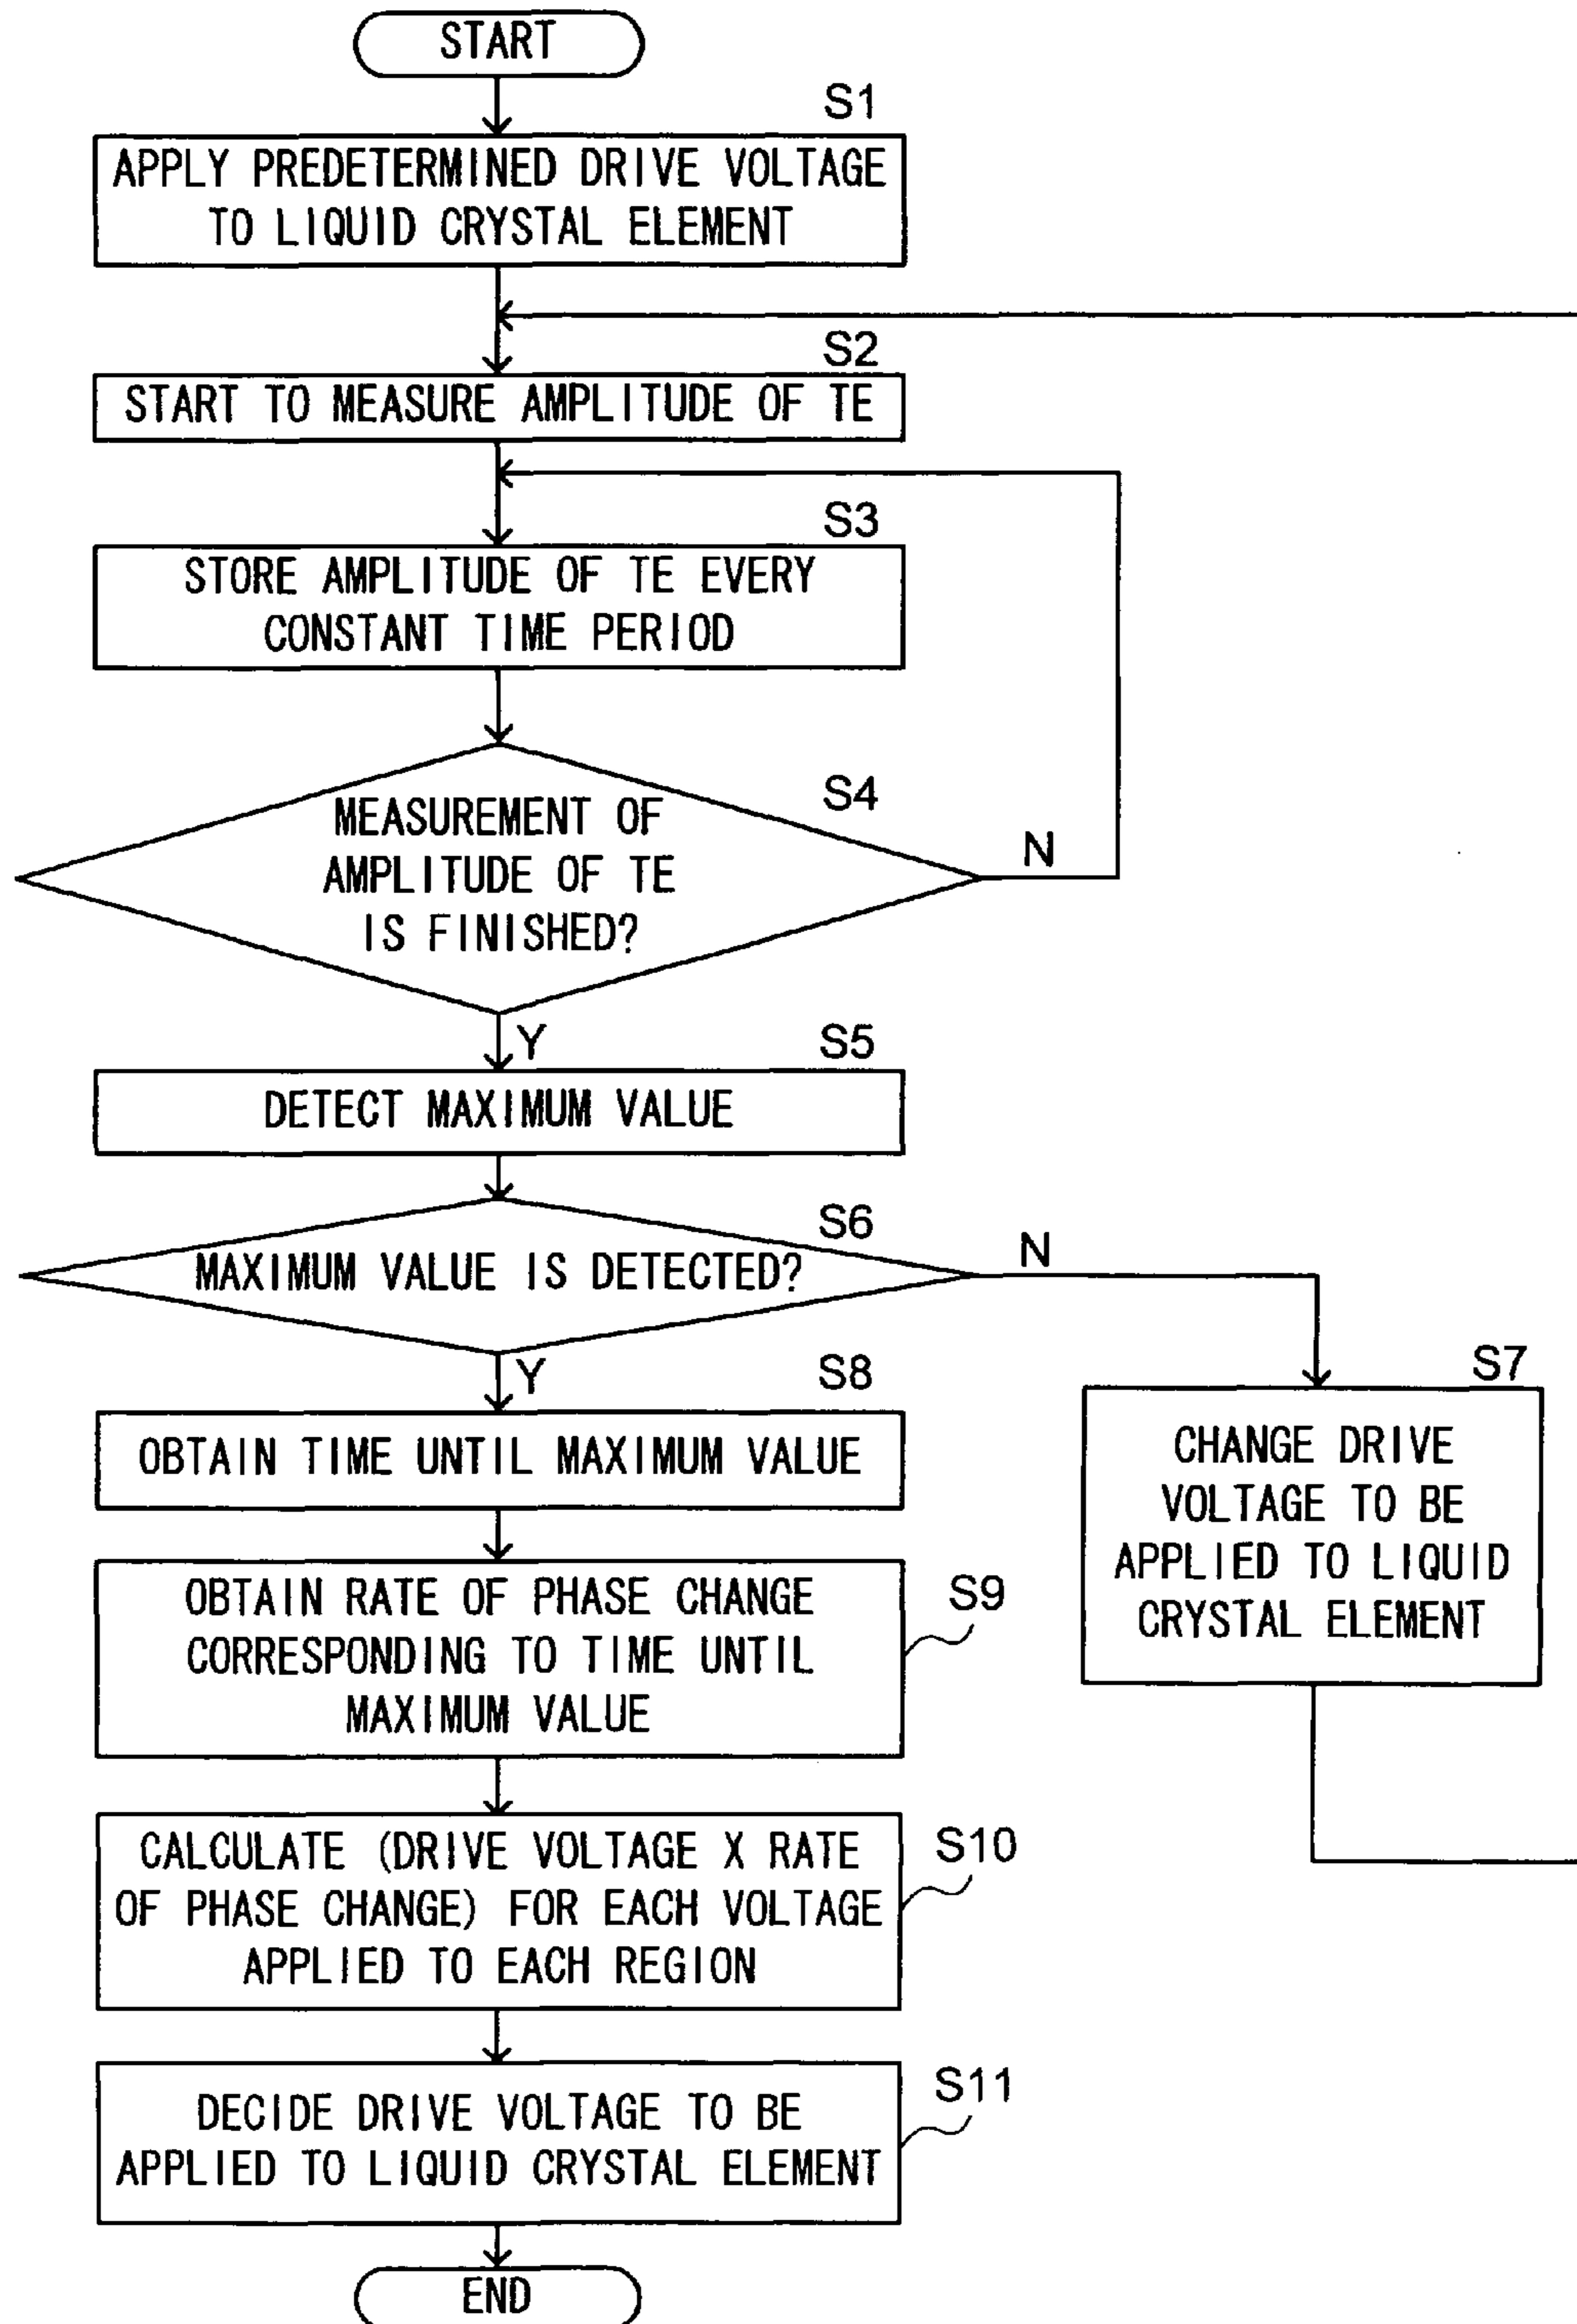 START
S1
APPLY PREDETERMINED DRIVE VOLTAGE
TO LIQUID CRYSTAL ELEMENT
S2
START TO MEASURE AMPLITUDE OF TE
S3
STORE AMPLITUDE OF TE EVERY
CONSTANT TIME PERIOD
S4
MEASUREMENT OF
AMPLITUDE OF TE
IS FINISHED?
N
Y
S5
DETECT MAXIMUM VALUE
S6
MAXIMUM VALUE IS DETECTED?
N
Y
S7
CHANGE DRIVE
VOLTAGE TO BE
APPLIED TO LIQUID
CRYSTAL ELEMENT
S8
OBTAIN TIME UNTIL MAXIMUM VALUE
S9
OBTAIN RATE OF PHASE CHANGE
CORRESPONDING TO TIME UNTIL
MAXIMUM VALUE
S10
CALCULATE (DRIVE VOLTAGE X RATE
OF PHASE CHANGE) FOR EACH VOLTAGE
APPLIED TO EACH REGION
S11
DECIDE DRIVE VOLTAGE TO BE
APPLIED TO LIQUID CRYSTAL ELEMENT
END